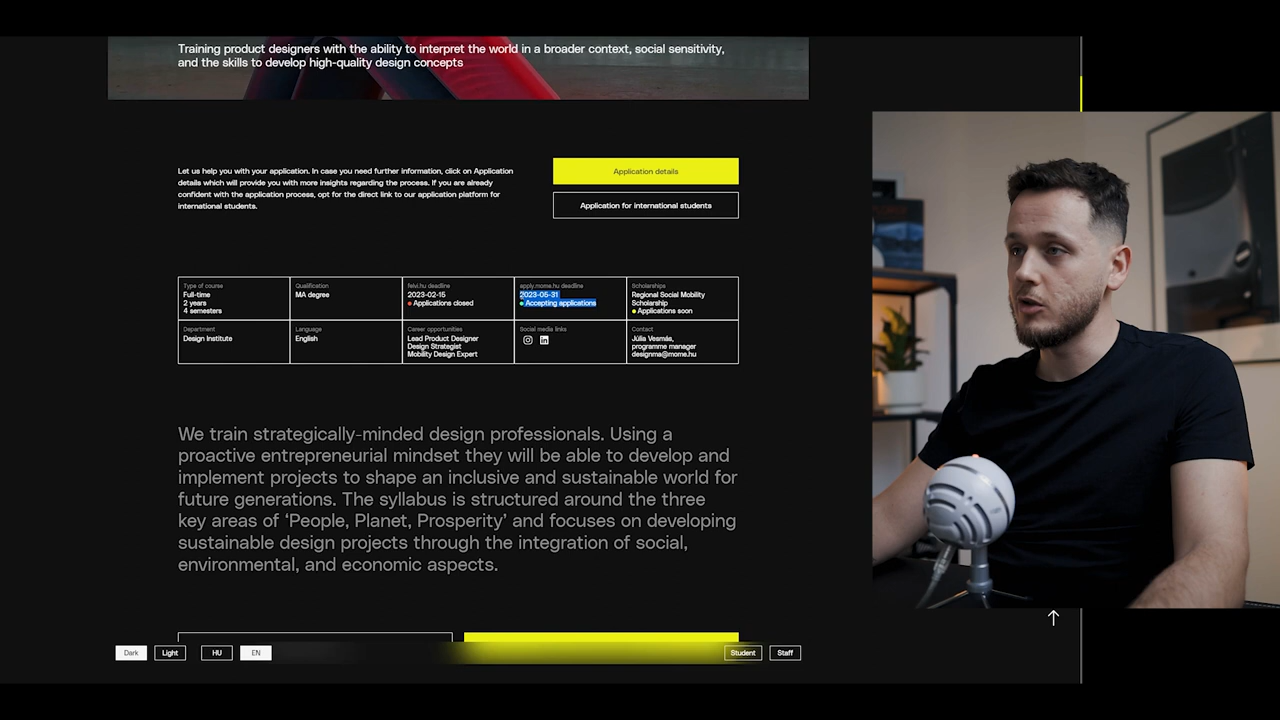 Training product designers with the ability to interpret the world in a broader context, social sensitivity,
and the skills to develop high-quality design concepts
Let us help you with your application. In case you need further information, click on Application
details which will provide you with more insights regarding the process. If you are already
confident with the application process, opt for the direct link to our application platform for
international students.
Application details
Application for international students
Type of course
Full-time
2 years
4 semesters
Qualification
MA degree
felvi.hu deadline
2023-02-15
Applications closed
apply.mome.hu deadline
2023-05-31
Accepting applications
Scholarships
Regional Social Mobility
Scholarship
Applications soon
Department
Design Institute
Language
English
Career opportunities
Lead Product Designer
Design Strategist
Mobility Design Expert
Social media links
Contact
Júlia Vesmás,
programme manager
designma@mome.hu
We train strategically-minded design professionals. Using a
proactive entrepreneurial mindset they will be able to develop and
implement projects to shape an inclusive and sustainable world for
future generations. The syllabus is structured around the three
key areas of ‘People, Planet, Prosperity’ and focuses on developing
sustainable design projects through the integration of social,
environmental, and economic aspects.
Dark
Light
HU
EN
Student
Staff